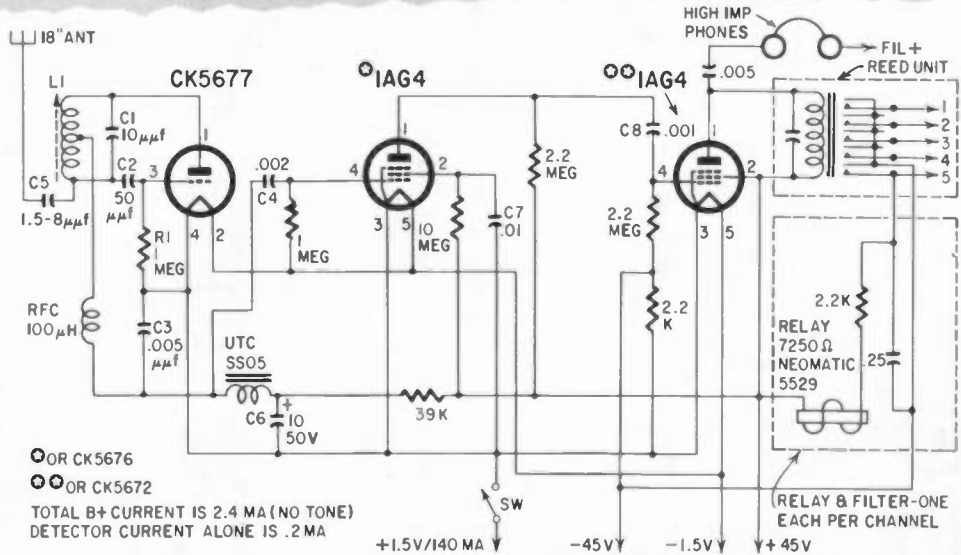 18" ANT
L1
C1
10μμf
C2
50
μμf
C5
1.5-8μμf
CK5677
1
3
4
2
R1
1
MEG
C3
.005
μμf
RFC
100μH
UTC
SS05
C6
+
10
50V
39K
.002
C4
1
MEG
✪1AG4
1
4
2
3
5
10
MEG
C7
.01
2.2
MEG
✪✪1AG4
C8
.001
1
4
2
3
5
2.2
MEG
2.2
K
HIGH IMP
PHONES
.005
FIL+
REED UNIT
1
2
3
4
5
2.2K
RELAY
7250Ω
NEOMATIC
5529
.25
RELAY & FILTER-ONE
EACH PER CHANNEL
✪OR CK5676
✪✪OR CK5672
TOTAL B+ CURRENT IS 2.4 MA (NO TONE)
DETECTOR CURRENT ALONE IS .2MA
SW
+1.5V/140 MA
-45V
-1.5V
+45V